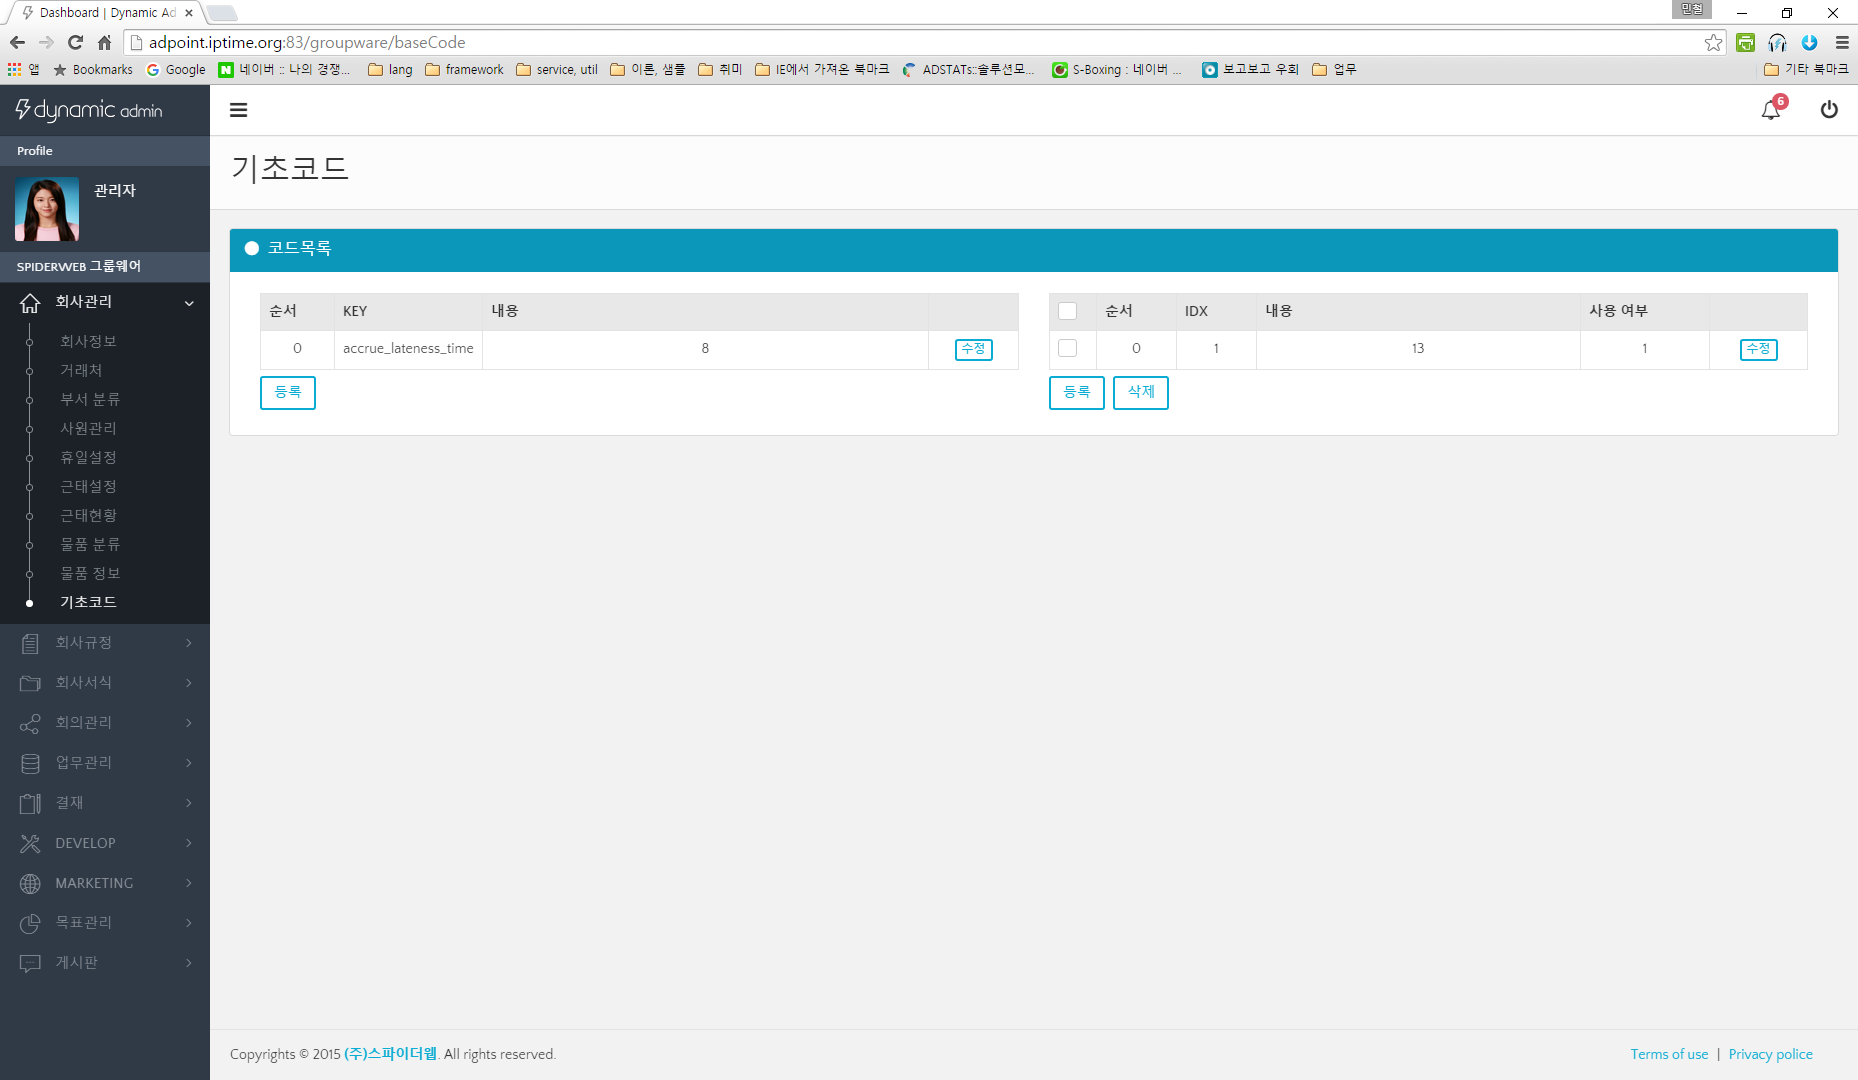 Dashboard | Dynamic Ad
민철
adpoint.iptime.org:83/groupware/baseCode
앱 Bookmarks Google 네이버 :: 나의 경쟁... lang framework service, util 이론, 샘플 취미 IE에서 가져온 북마크 ADSTATs::솔루션모... S-Boxing : 네이버 ... 보고보고 우회 업무 기타 북마크
dynamic admin
6
Profile
관리자
SPIDERWEB 그룹웨어
회사관리
회사정보
거래처
부서 분류
사원관리
휴일설정
근태설정
근태현황
물품 분류
물품 정보
기초코드
회사규정
회사서식
회의관리
업무관리
결재
DEVELOP
MARKETING
목표관리
게시판
기초코드
코드목록
순서 KEY 내용
0 accrue_lateness_time 8 수정
등록
순서 IDX 내용 사용 여부
0 1 13 1 수정
등록 삭제
Copyrights © 2015 (주)스파이더웹. All rights reserved.
Terms of use | Privacy police